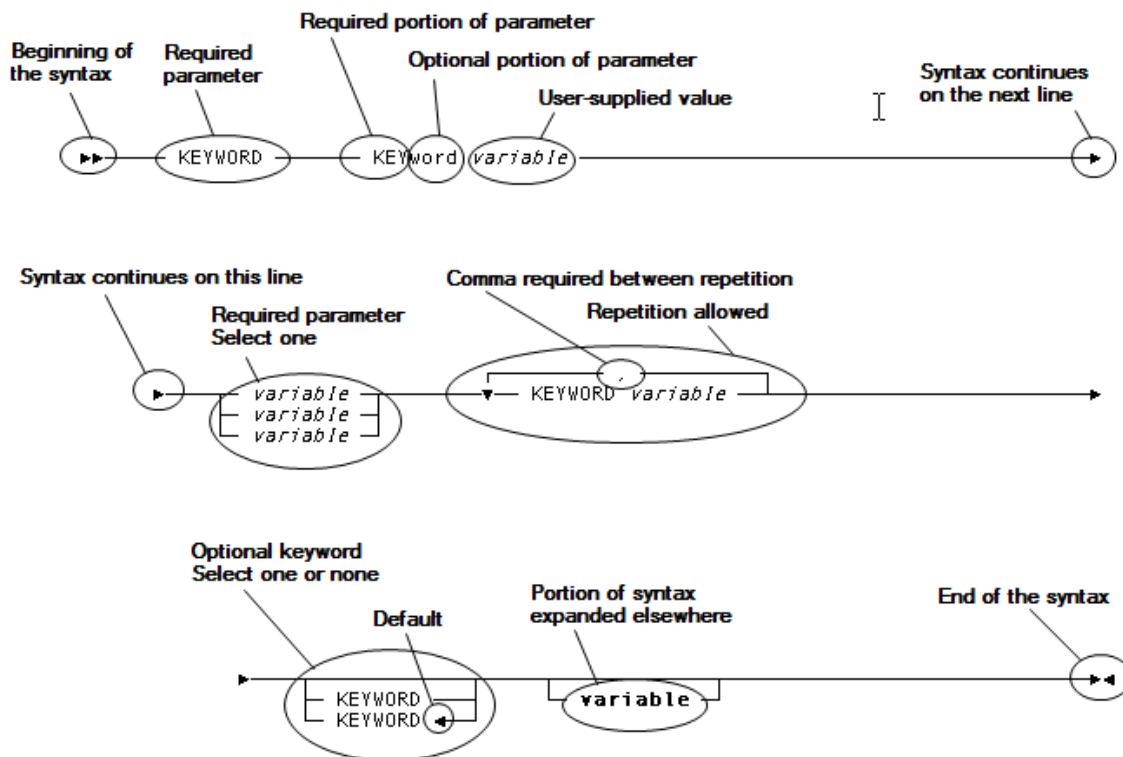 Required portion of parameter
Beginning of
the syntax
Required
parameter
Optional portion of parameter
User-supplied value
Syntax continues
on the next line
KEYWORD KEYword variable
Syntax continues on this line
Comma required between repetition
Required parameter
Select one
Repetition allowed
,
variable
variable
variable
KEYWORD variable
Optional keyword
Select one or none
Default
Portion of syntax
expanded elsewhere
End of the syntax
KEYWORD
KEYWORD
variable